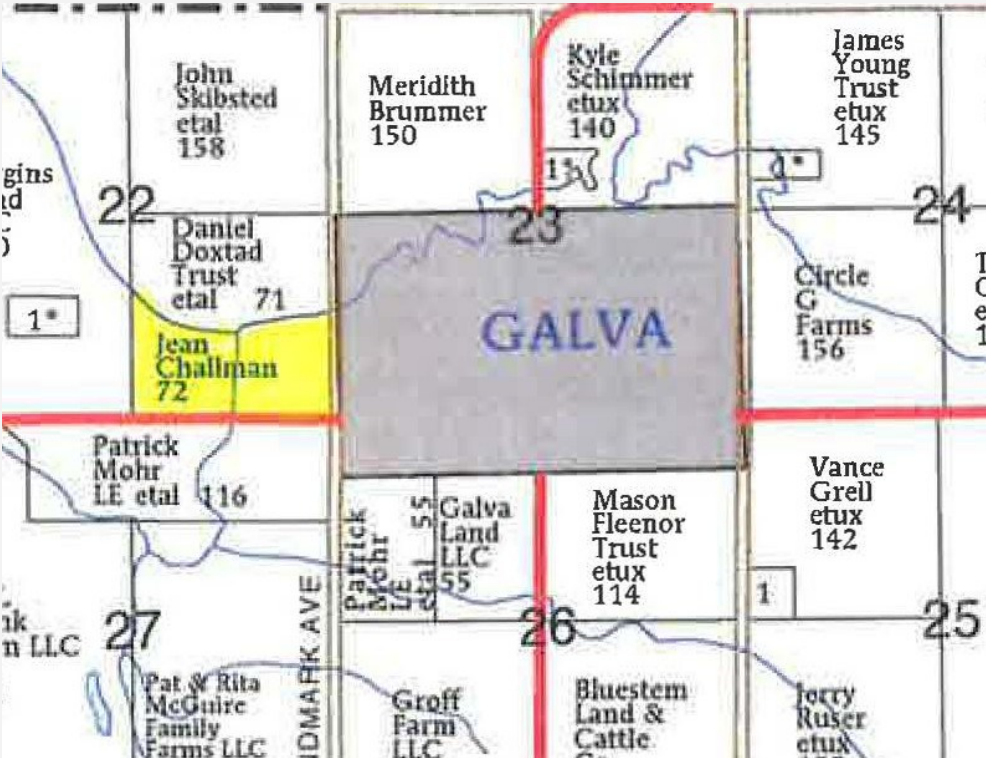 John
Skibsted
etal
158
Meridith
Brummer
150
Kyle
Schimmer
etux
140
James
Young
Trust
etux
145
1*
1*
gins
22
23
24
Daniel
Doxtad
Trust
etal 71
1*
Jean
Challman
72
GALVA
Circle
G
Farms
156
Patrick
Mohr
LE etal 116
Patrick
Mohr
LE
etal 55
Galva
Land
LLC
55
Mason
Fleenor
Trust
etux
114
Vance
Grell
etux
142
1
27
26
25
n LLC
NDMARK AVE
Pat & Rita
McGuire
Family
Farms LLC
Groff
Farm
LLC
Bluestem
Land &
Cattle
Jerry
Ruser
etux